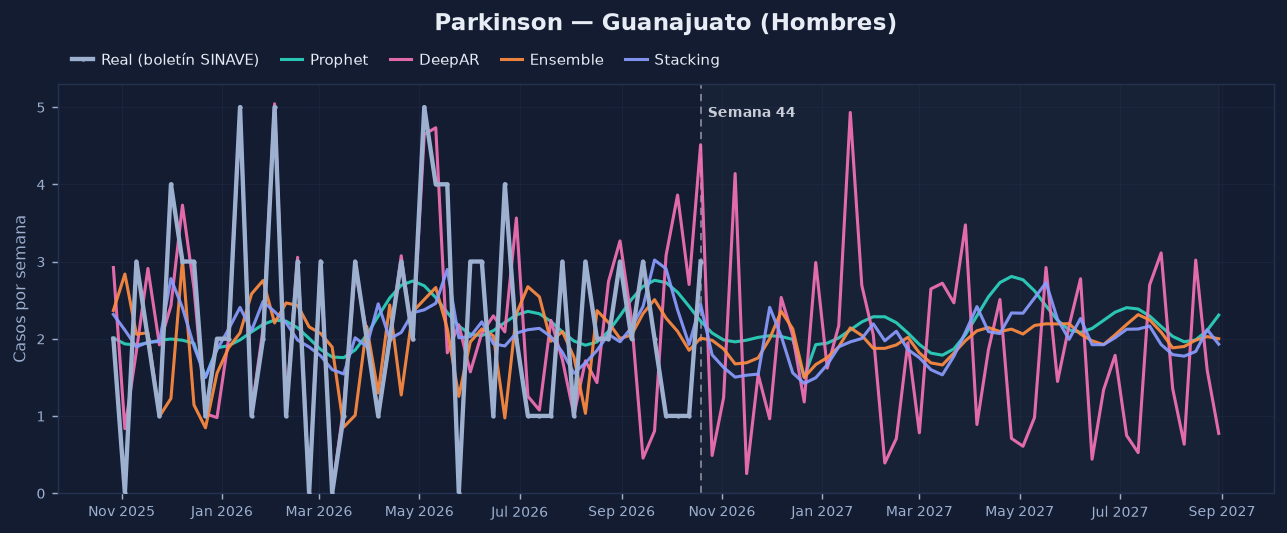 Parkinson — Guanajuato (Hombres)
Real (boletín SINAVE) Prophet DeepAR Ensemble Stacking
Semana 44
Casos por semana
5
4
3
2
1
0
Nov 2025 Jan 2026 Mar 2026 May 2026 Jul 2026 Sep 2026 Nov 2026 Jan 2027 Mar 2027 May 2027 Jul 2027 Sep 2027